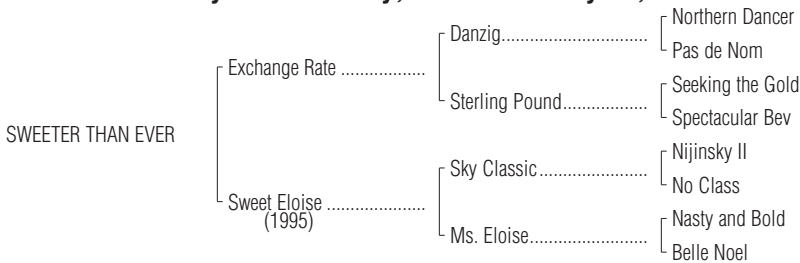 Northern Dancer
Danzig..............................
Pas de Nom
Exchange Rate ..................
Seeking the Gold
Sterling Pound..................
Spectacular Bev
SWEETER THAN EVER
Nijinsky II
Sky Classic.......................
No Class
Sweet Eloise .....................
(1995)
Nasty and Bold
Ms. Eloise.........................
Belle Noel